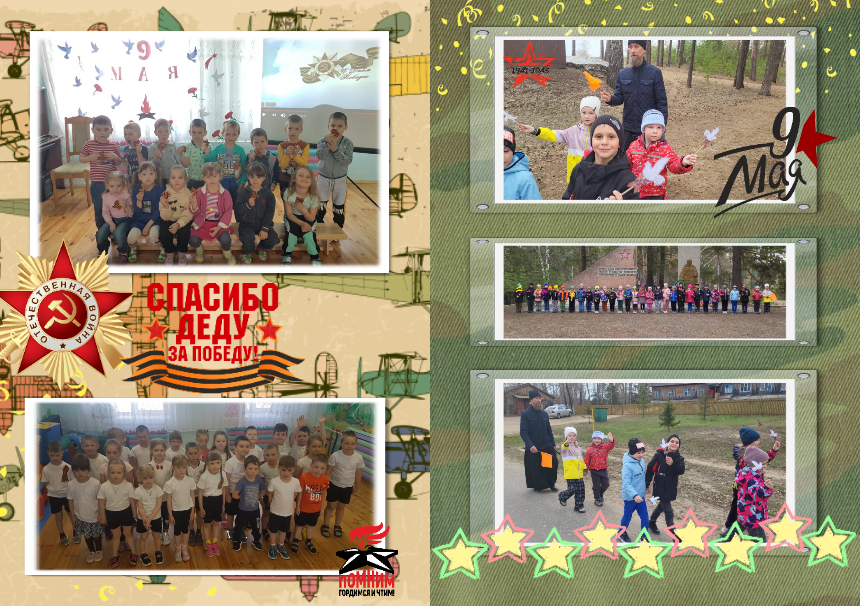 9
МАЯ
СПАСИБО
ДЕДУ
ЗА ПОБЕДУ!
ОТЕЧЕСТВЕННАЯ ВОЙНА
ПОМНИМ
ГОРДИМСЯ И ЧТИМ!
1941-1945
9
Мая